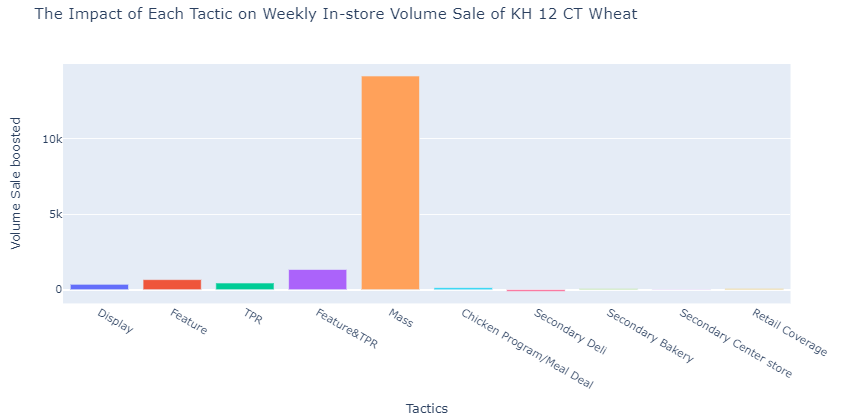 The Impact of Each Tactic on Weekly In-store Volume Sale of KH 12 CT Wheat
Volume Sale boosted
10k
5k
0
Display
Feature
TPR
Feature&TPR
Mass
Chicken Program/Meal Deal
Secondary Deli
Secondary Bakery
Secondary Center store
Retail Coverage
Tactics